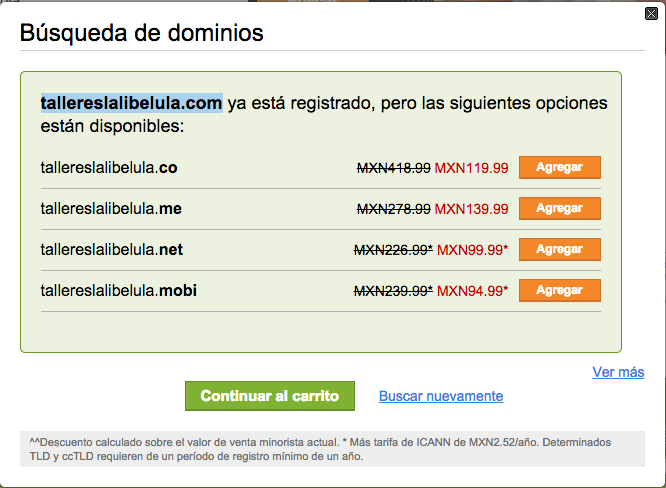 Búsqueda de dominios
tallereslalibelula.com ya está registrado, pero las siguientes opciones
están disponibles:
tallereslalibelula.co MXN418.99 MXN119.99 Agregar
tallereslalibelula.me MXN278.99 MXN139.99 Agregar
tallereslalibelula.net MXN226.99* MXN99.99* Agregar
tallereslalibelula.mobi MXN239.99* MXN94.99* Agregar
Ver más
Continuar al carrito Buscar nuevamente
^^Descuento calculado sobre el valor de venta minorista actual. * Más tarifa de ICANN de MXN2.52/año. Determinados
TLD y ccTLD requieren de un período de registro mínimo de un año.